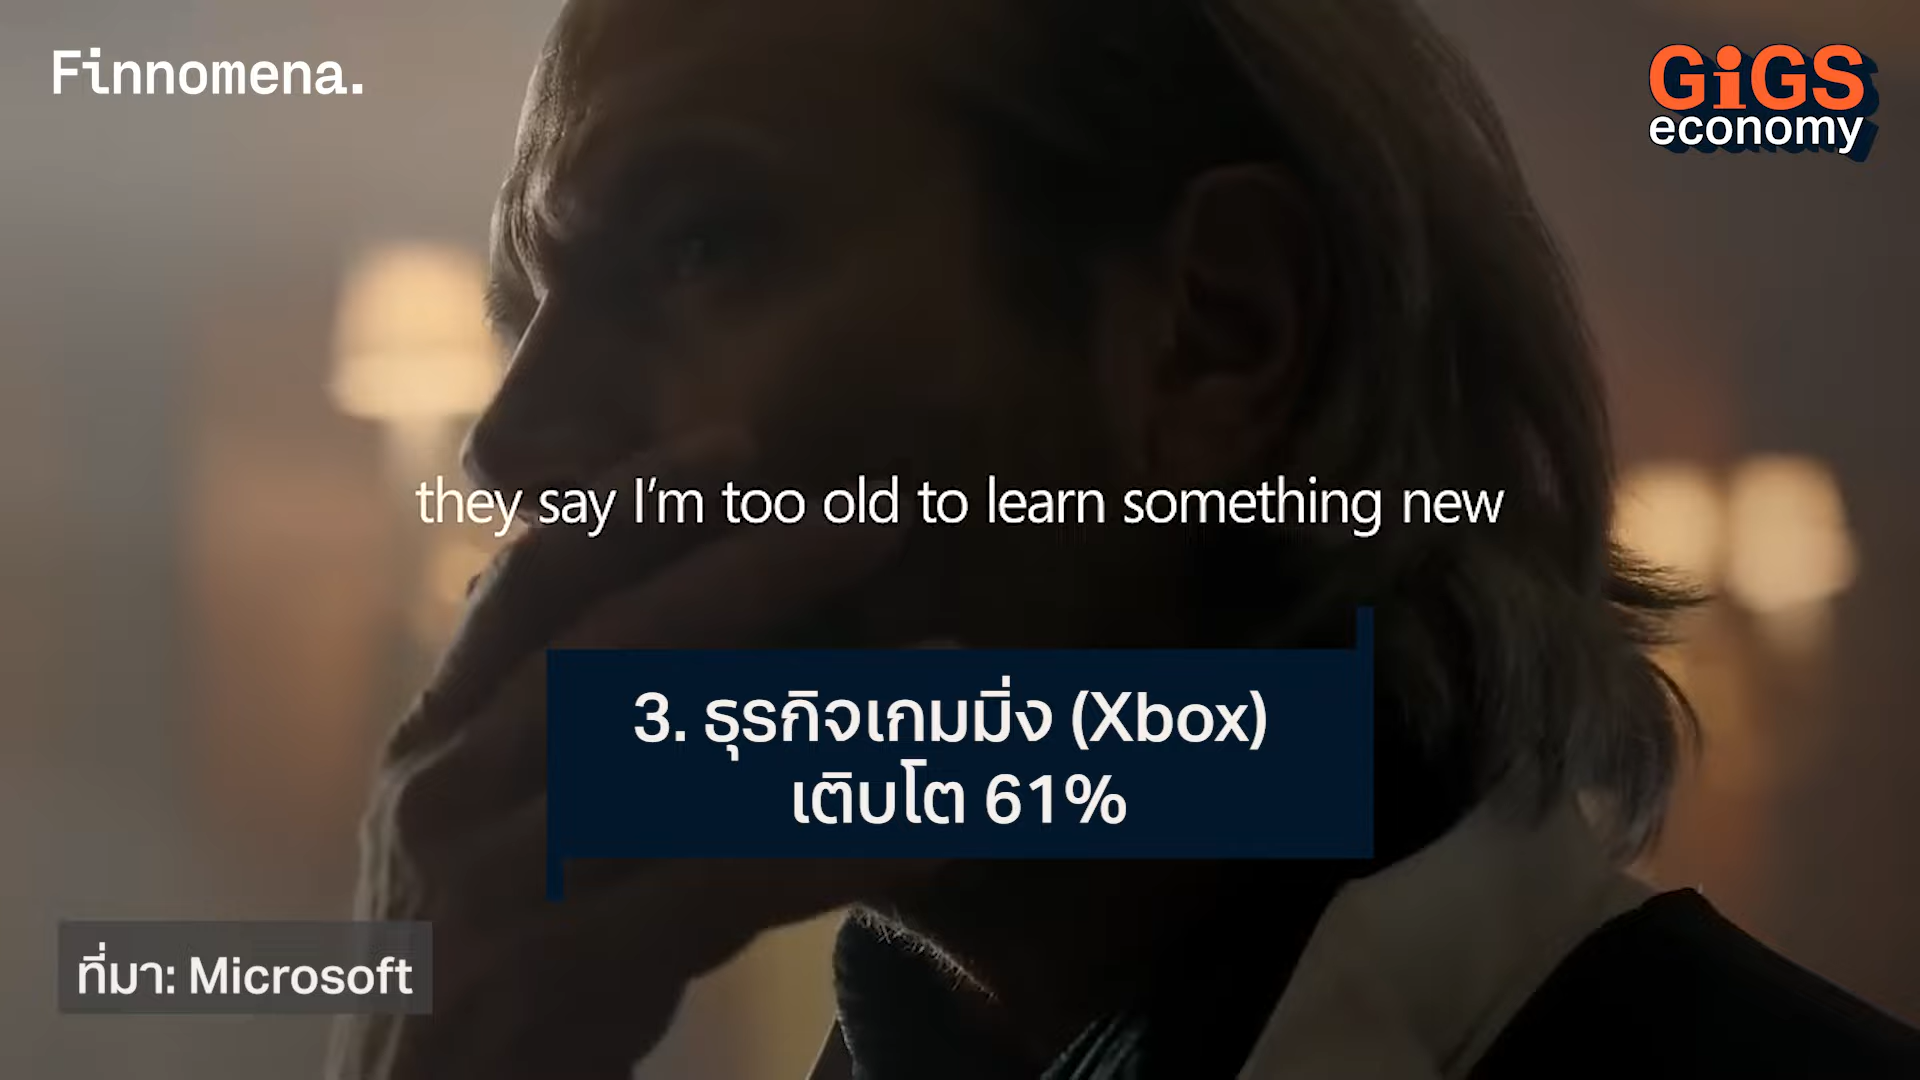 Finnomena.
GiGS
economy
they say I'm too old to learn something new
3. ธุรกิจเกมมิ่ง (Xbox)
เติบโต 61%
ที่มา: Microsoft